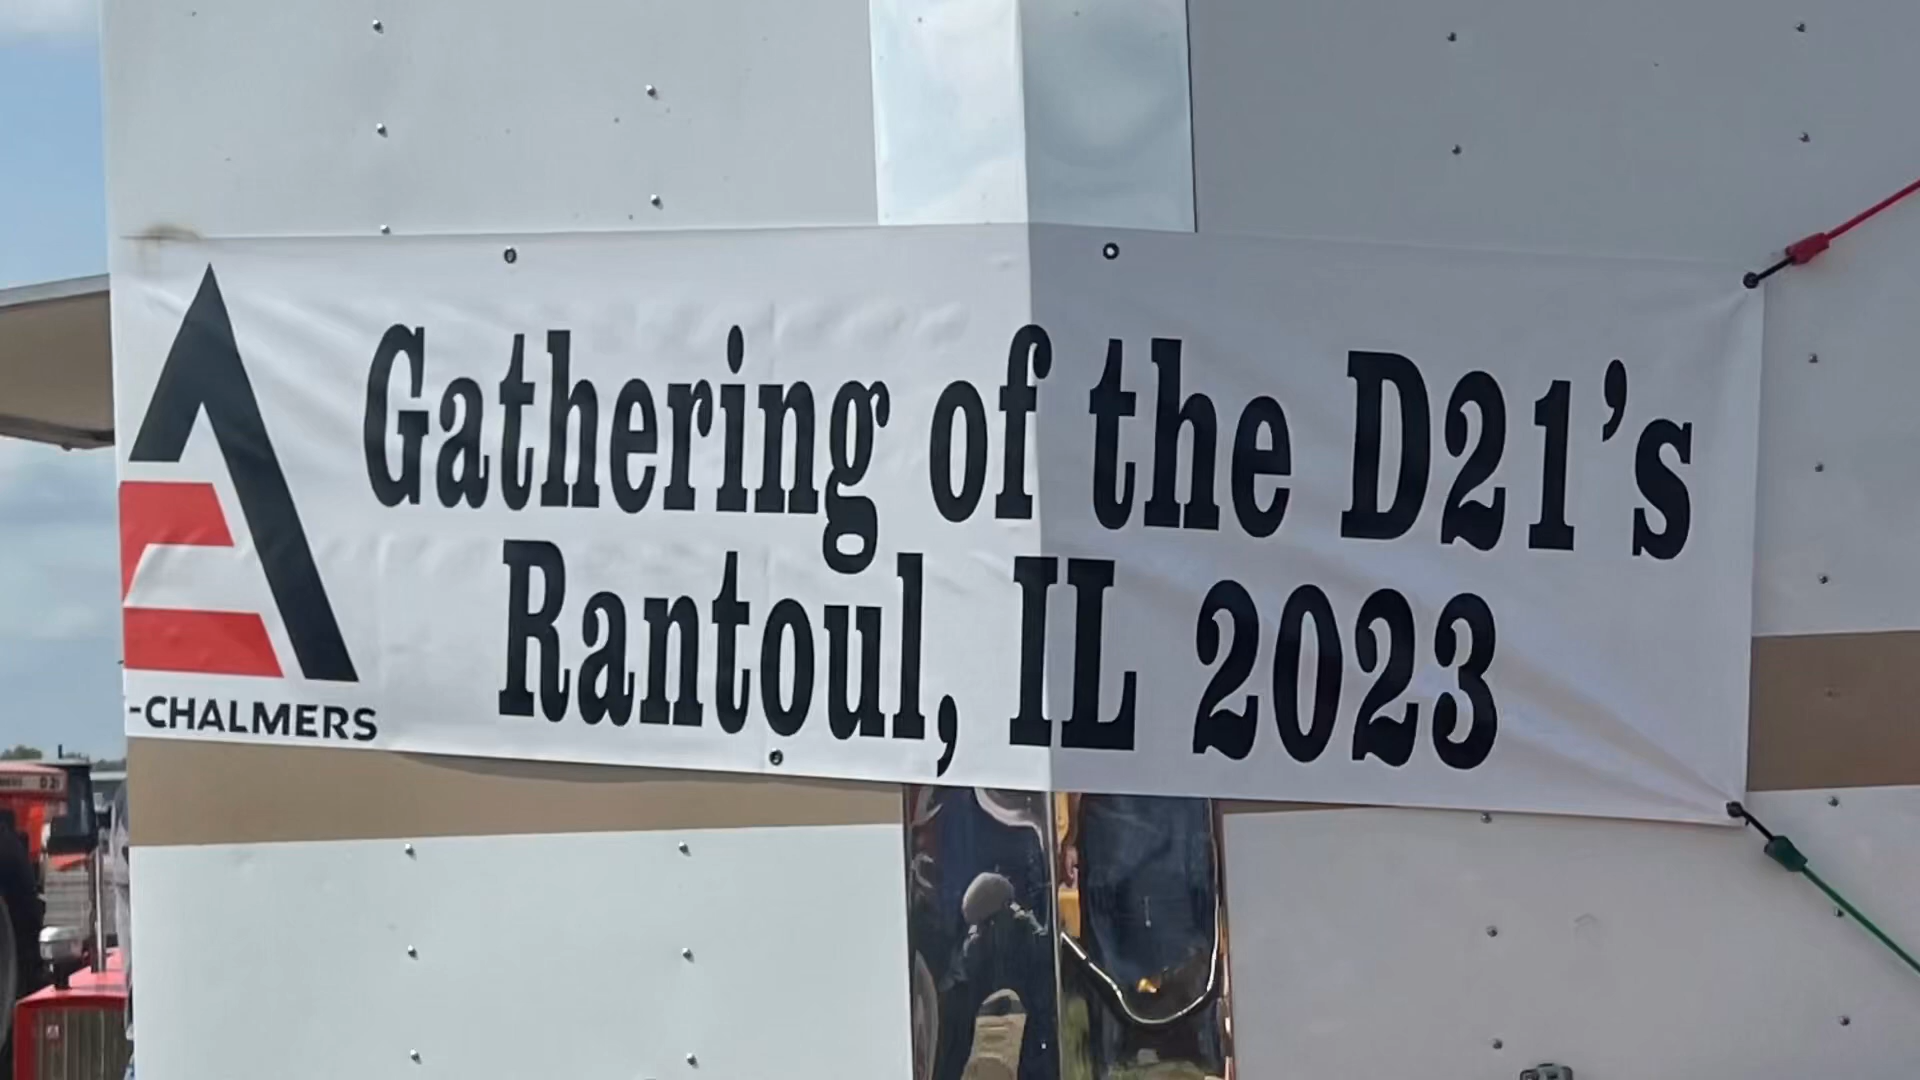 Gathering of the D21's
Rantoul, IL 2023
-CHALMERS